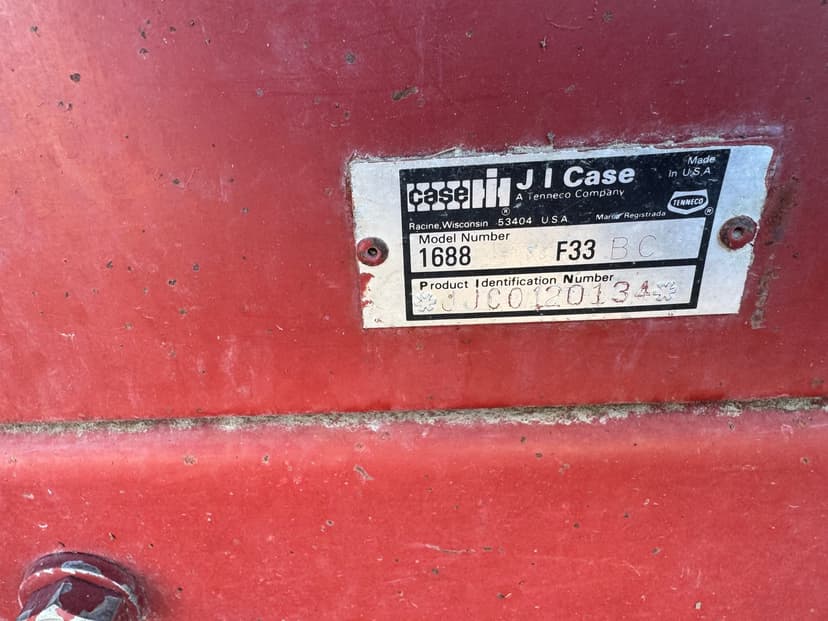 CASE IH J I Case Made
A Tenneco Company In U.S.A.
TENNECO
Racine, Wisconsin 53404 U.S.A. Marca Registrada ®
Model Number
1688 F33 BC
Product Identification Number
*JJC0120134*